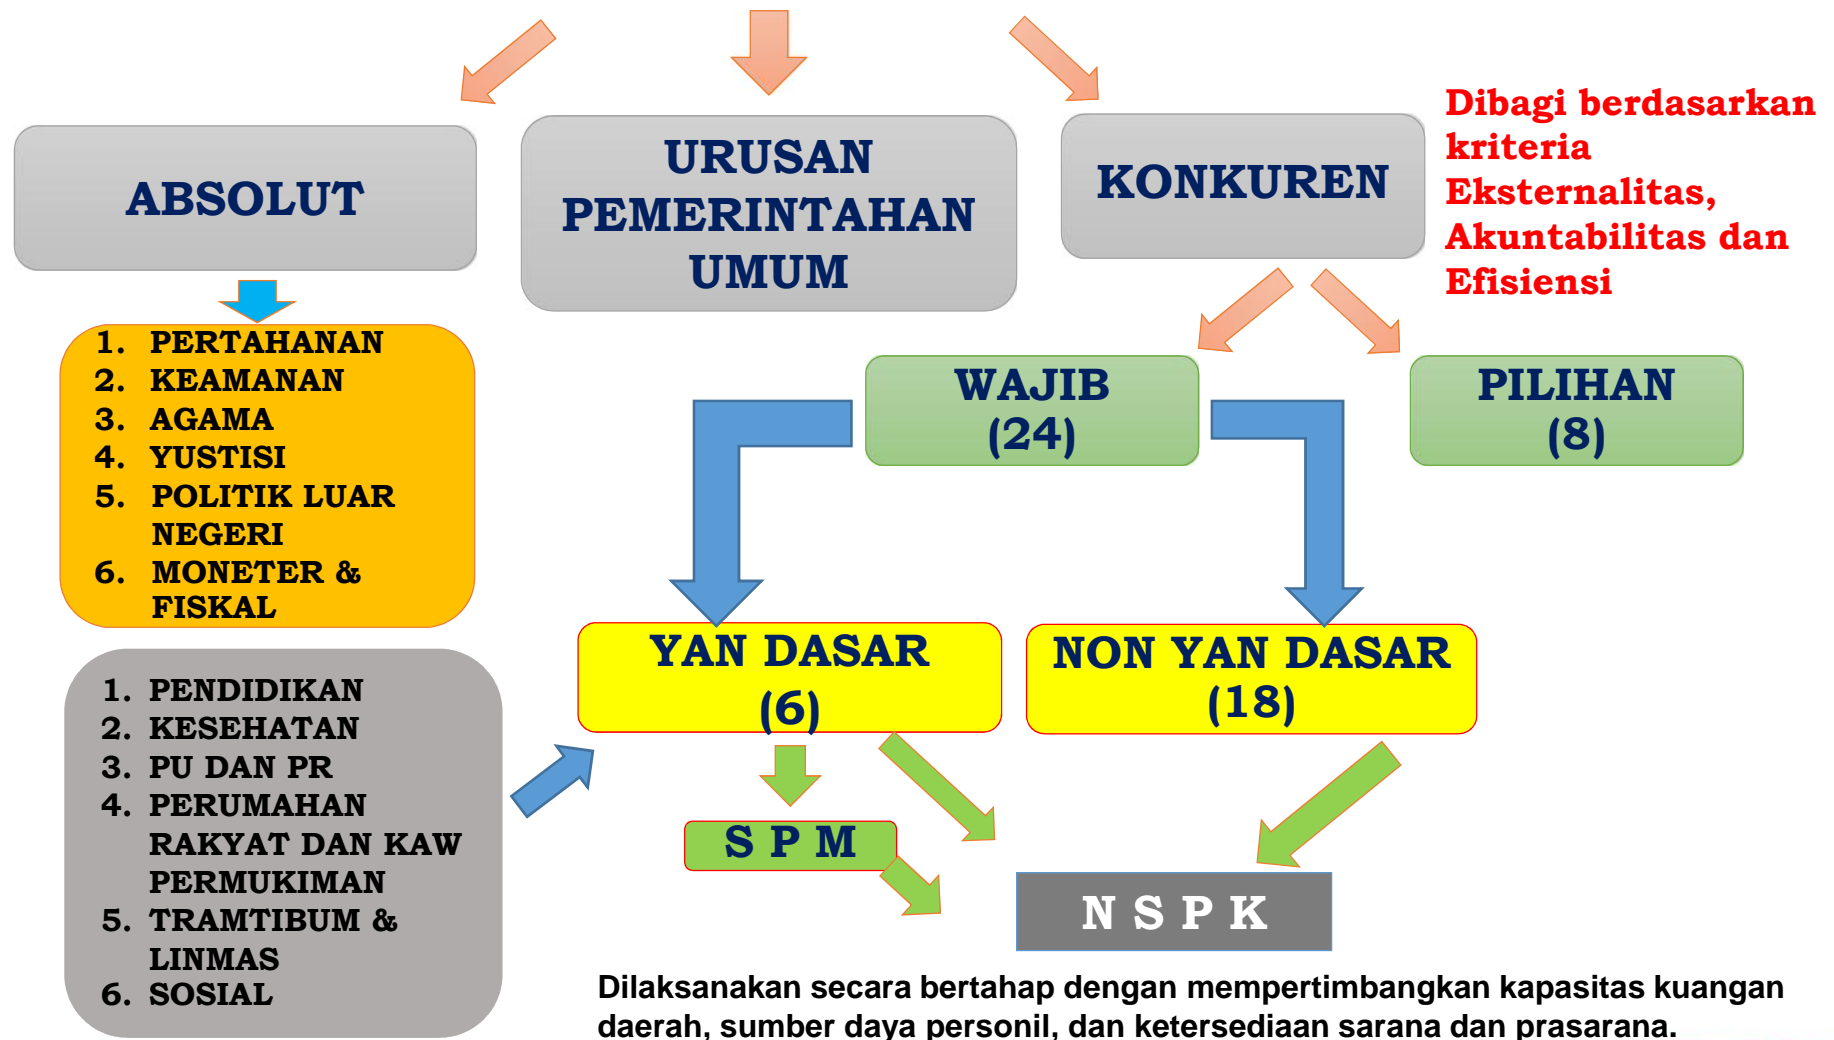 ABSOLUT
URUSAN
PEMERINTAHAN
UMUM
KONKUREN
Dibagi berdasarkan
kriteria
Eksternalitas,
Akuntabilitas dan
Efisiensi
1. PERTAHANAN
2. KEAMANAN
3. AGAMA
4. YUSTISI
5. POLITIK LUAR
NEGERI
6. MONETER &
FISKAL
WAJIB
(24)
PILIHAN
(8)
YAN DASAR
(6)
NON YAN DASAR
(18)
1. PENDIDIKAN
2. KESEHATAN
3. PU DAN PR
4. PERUMAHAN
RAKYAT DAN KAW
PERMUKIMAN
5. TRAMTIBUM &
LINMAS
6. SOSIAL
S P M
N S P K
Dilaksanakan secara bertahap dengan mempertimbangkan kapasitas kuangan
daerah, sumber daya personil, dan ketersediaan sarana dan prasarana.